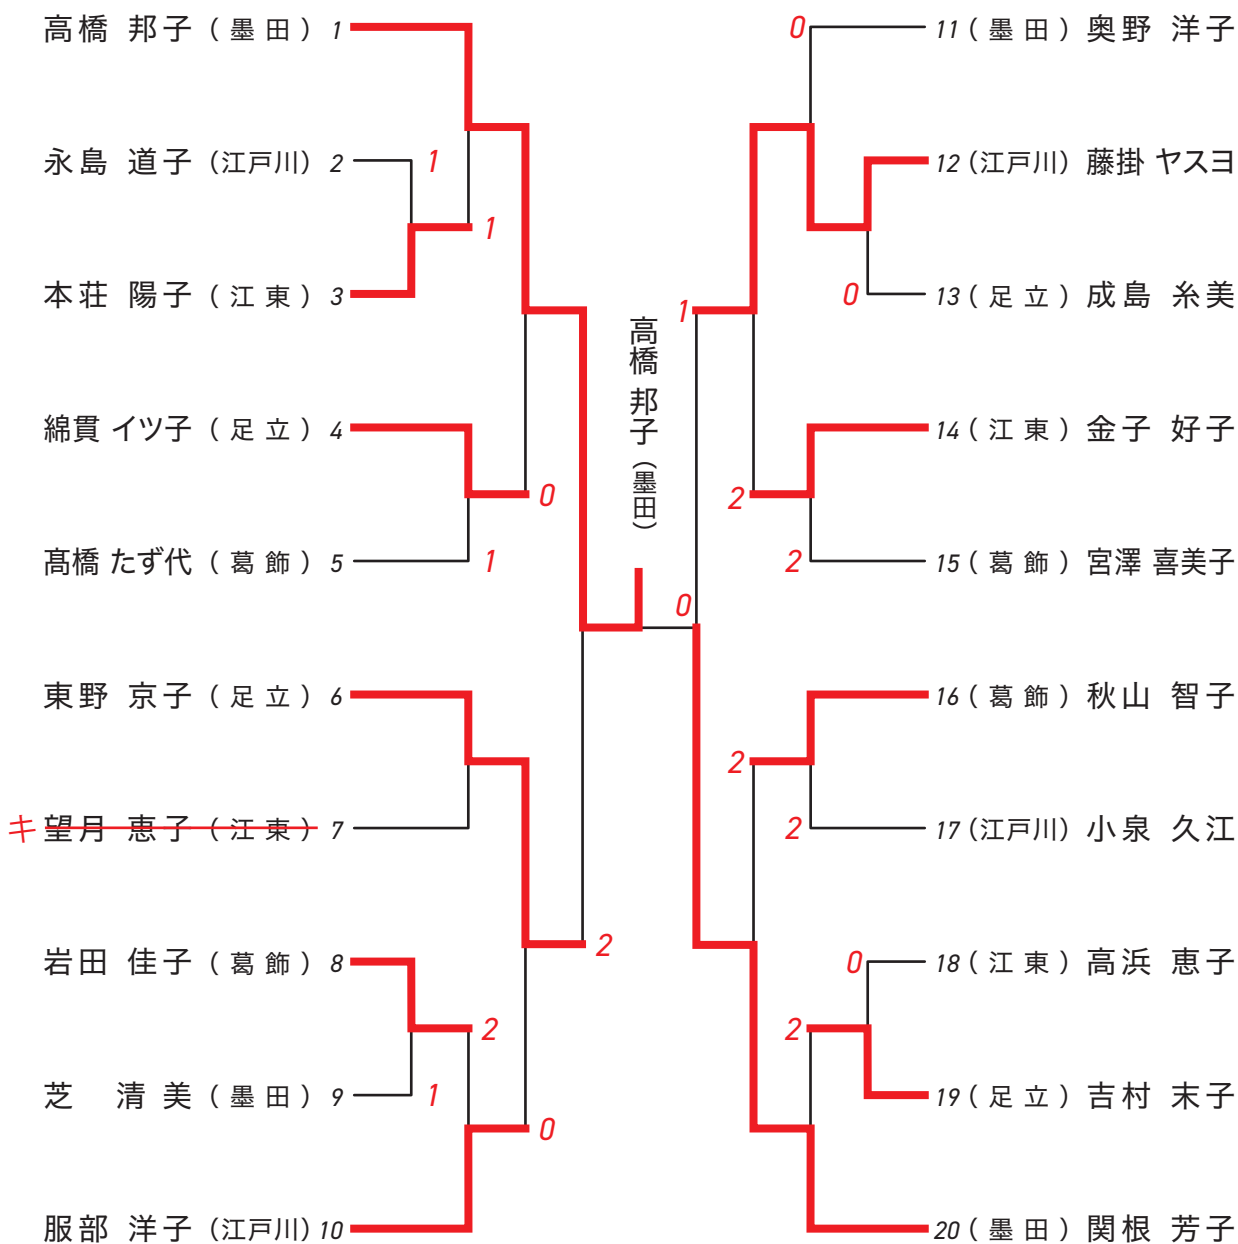 高橋 邦子 (墨田) 1
永島 道子 (江戸川) 2
1
1
本荘 陽子 (江東) 3
綿貫 イツ子 (足立) 4
0
髙橋 たず代 (葛飾) 5
1
東野 京子 (足立) 6
キ 望月 恵子 (江東) 7
2
岩田 佳子 (葛飾) 8
2
芝 清美 (墨田) 9
1
0
服部 洋子 (江戸川) 10
高橋 邦子 (墨田)
0
11 (墨田) 奥野 洋子
12 (江戸川) 藤掛 ヤスヨ
0
13 (足立) 成島 糸美
1
14 (江東) 金子 好子
2
2
15 (葛飾) 宮澤 喜美子
0
16 (葛飾) 秋山 智子
2
2
17 (江戸川) 小泉 久江
0
18 (江東) 高浜 恵子
2
19 (足立) 吉村 末子
20 (墨田) 関根 芳子